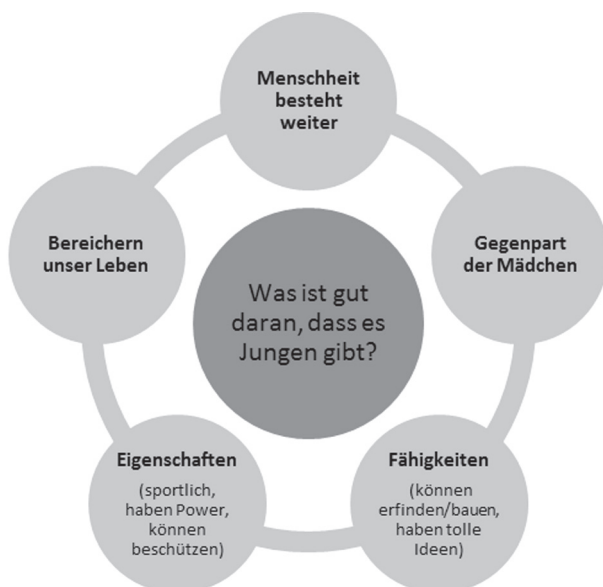 Menschheit
besteht
weiter
Bereichern
unser Leben
Gegenpart
der Mädchen
Was ist gut
daran, dass es
Jungen gibt?
Eigenschaften
(sportlich,
haben Power,
können
beschützen)
Fähigkeiten
(können
erfinden/bauen,
haben tolle
Ideen)